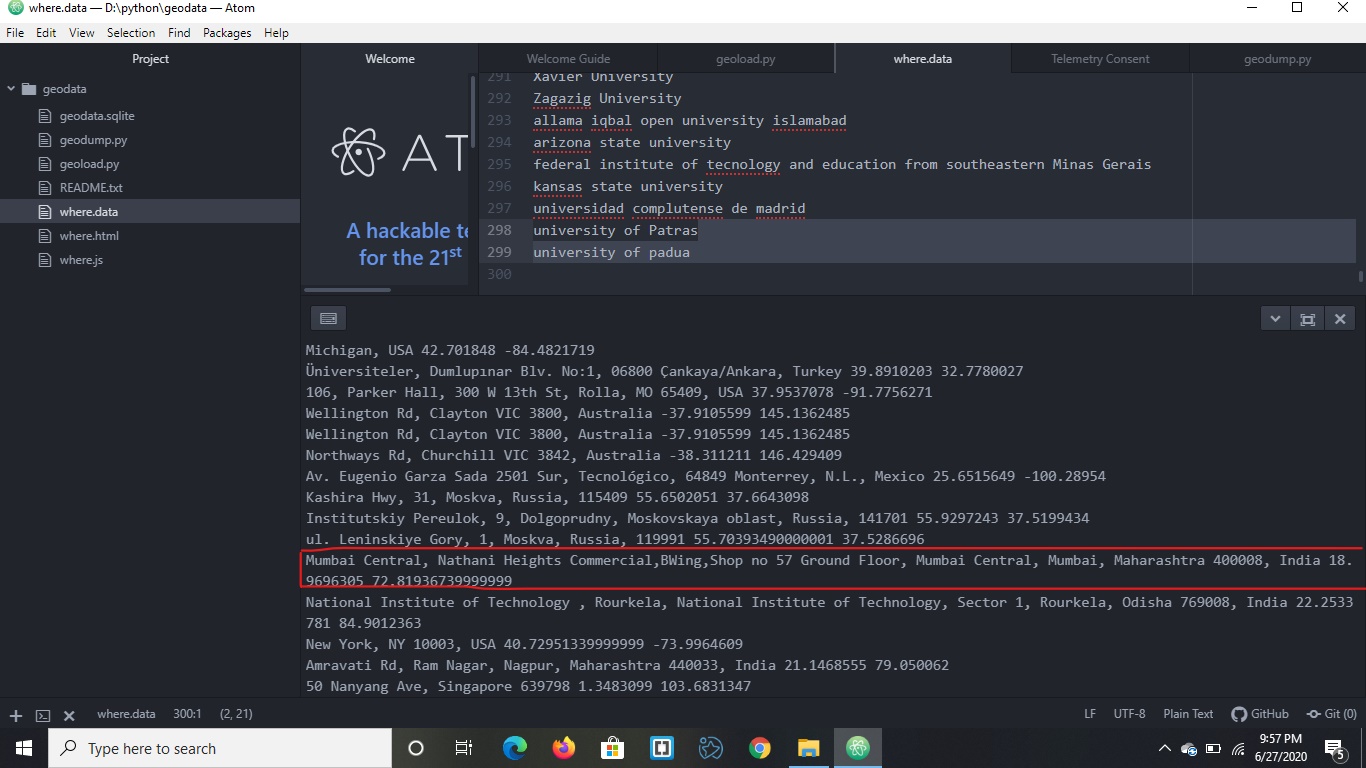 where.data — D:\python\geodata — Atom
File Edit View Selection Find Packages Help
Project
Welcome
Welcome Guide
geoload.py
where.data
Telemetry Consent
geodump.py
geodata
geodata.sqlite
geodump.py
geoload.py
README.txt
where.data
where.html
where.js
AT
A hackable te
for the 21st
291 Xavier University
292 Zagazig University
293 allama iqbal open university islamabad
294 arizona state university
295 federal institute of tecnology and education from southeastern Minas Gerais
296 kansas state university
297 universidad complutense de madrid
298 university of Patras
299 university of padua
300
Michigan, USA 42.701848 -84.4821719
Üniversiteler, Dumlupınar Blv. No:1, 06800 Çankaya/Ankara, Turkey 39.8910203 32.7780027
106, Parker Hall, 300 W 13th St, Rolla, MO 65409, USA 37.9537078 -91.7756271
Wellington Rd, Clayton VIC 3800, Australia -37.9105599 145.1362485
Wellington Rd, Clayton VIC 3800, Australia -37.9105599 145.1362485
Northways Rd, Churchill VIC 3842, Australia -38.311211 146.429409
Av. Eugenio Garza Sada 2501 Sur, Tecnológico, 64849 Monterrey, N.L., Mexico 25.6515649 -100.28954
Kashira Hwy, 31, Moskva, Russia, 115409 55.6502051 37.6643098
Institutskiy Pereulok, 9, Dolgoprudny, Moskovskaya oblast, Russia, 141701 55.9297243 37.5199434
ul. Leninskiye Gory, 1, Moskva, Russia, 119991 55.70393490000001 37.5286696
Mumbai Central, Nathani Heights Commercial,BWing,Shop no 57 Ground Floor, Mumbai Central, Mumbai, Maharashtra 400008, India 18.
9696305 72.81936739999999
National Institute of Technology , Rourkela, National Institute of Technology, Sector 1, Rourkela, Odisha 769008, India 22.2533
781 84.9012363
New York, NY 10003, USA 40.72951339999999 -73.9964609
Amravati Rd, Ram Nagar, Nagpur, Maharashtra 440033, India 21.1468555 79.050062
50 Nanyang Ave, Singapore 639798 1.3483099 103.6831347
where.data 300:1 (2, 21)
LF UTF-8 Plain Text GitHub Git (0)
Type here to search
9:57 PM
6/27/2020
5